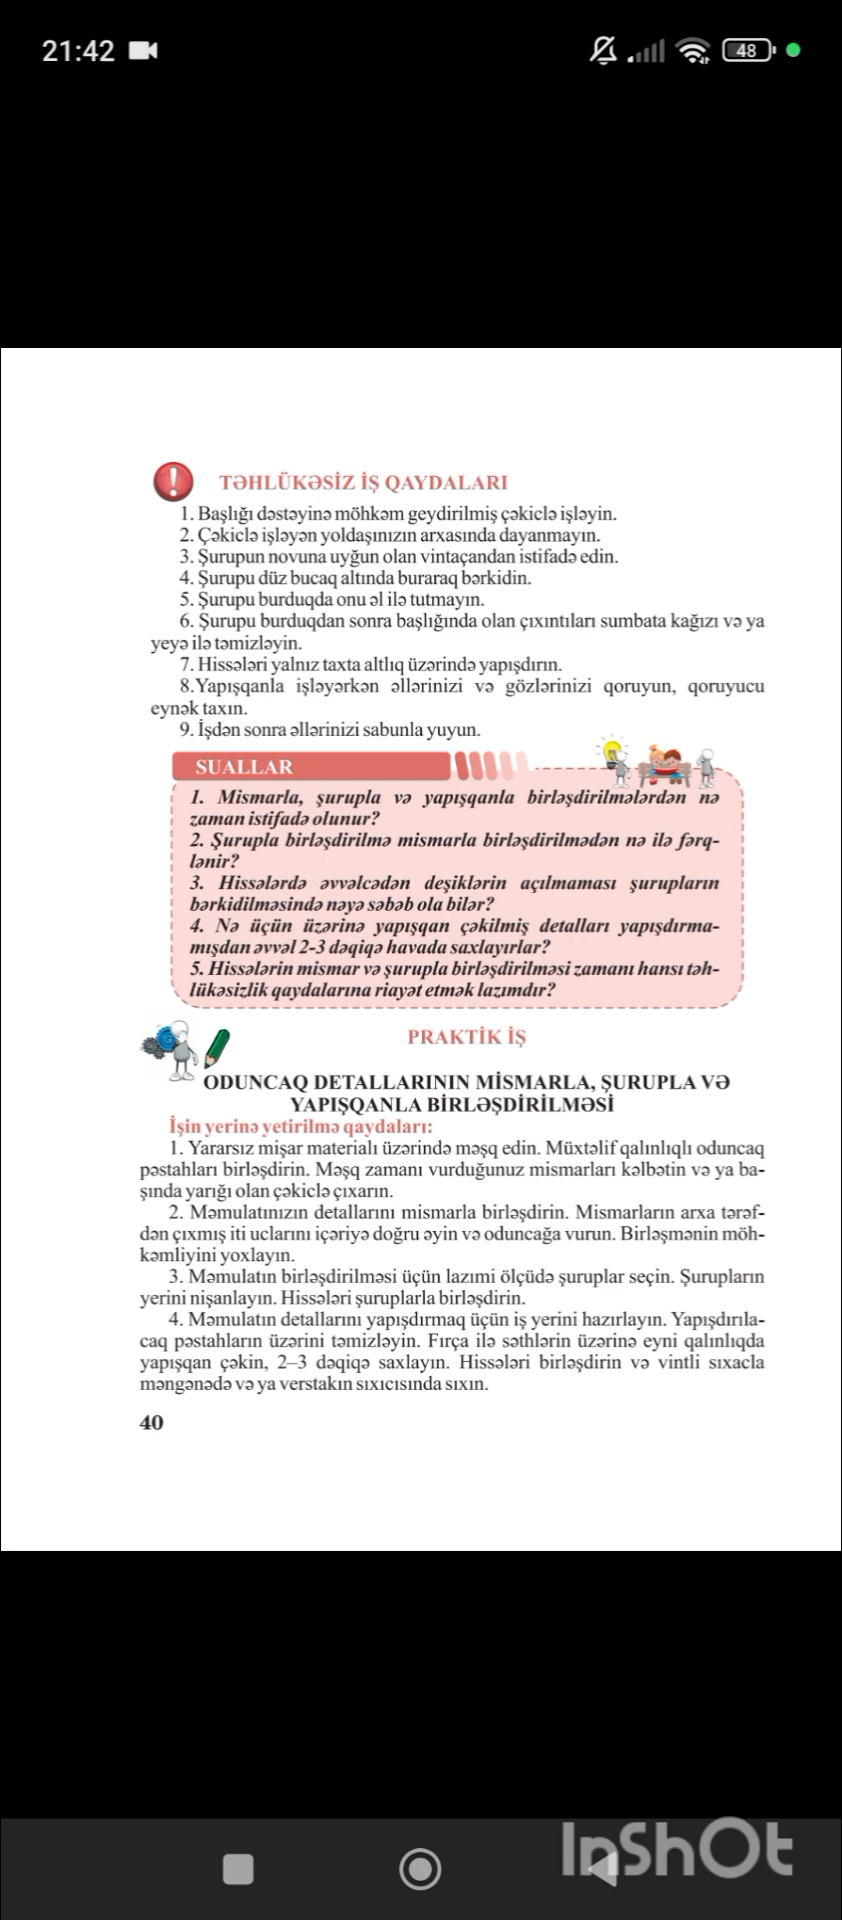 21:42
48
TƏHLÜKƏSİZ İŞ QAYDALARI
1. Başlığı dəstəyinə möhkəm geydirilmiş çəkiclə işləyin.
2. Çəkiclə işləyən yoldaşınızın arxasında dayanmayın.
3. Şurupun novuna uyğun olan vintaçandan istifadə edin.
4. Şurupu düz bucaq altında buraraq bərkidin.
5. Şurupu burduqda onu əl ilə tutmayın.
6. Şurupu burduqdan sonra başlığında olan çıxıntıları sumbata kağızı və ya
yeyə ilə təmizləyin.
7. Hissələri yalnız taxta altlıq üzərində yapışdırın.
8.Yapışqanla işləyərkən əllərinizi və gözlərinizi qoruyun, qoruyucu
eynək taxın.
9. İşdən sonra əllərinizi sabunla yuyun.
SUALLAR
1. Mismarla, şurupla və yapışqanla birləşdirilmələrdən nə
zaman istifadə olunur?
2. Şurupla birləşdirilmə mismarla birləşdirilmədən nə ilə fərq-
lənir?
3. Hissələrdə əvvəlcədən deşiklərin açılmaması şurupların
bərkidilməsində nəyə səbəb ola bilər?
4. Nə üçün üzərinə yapışqan çəkilmiş detalları yapışdırma-
mışdan əvvəl 2-3 dəqiqə havada saxlayırlar?
5. Hissələrin mismar və şurupla birləşdirilməsi zamanı hansı təh-
lükəsizlik qaydalarına riayət etmək lazımdır?
PRAKTİK İŞ
ODUNCAQ DETALLARININ MİSMARLA, ŞURUPLA VƏ
YAPIŞQANLA BİRLƏŞDİRİLMƏSİ
İşin yerinə yetirilmə qaydaları:
1. Yararsız mişar materialı üzərində məşq edin. Müxtəlif qalınlıqlı oduncaq
pəstahları birləşdirin. Məşq zamanı vurduğunuz mismarları kəlbətin və ya ba-
şında yarığı olan çəkiclə çıxarın.
2. Məmulatınızın detallarını mismarla birləşdirin. Mismarların arxa tərəf-
dən çıxmış iti uclarını içəriyə doğru əyin və oduncağa vurun. Birləşmənin möh-
kəmliyini yoxlayın.
3. Məmulatın birləşdirilməsi üçün lazımi ölçüdə şuruplar seçin. Şurupların
yerini nişanlayın. Hissələri şuruplarla birləşdirin.
4. Məmulatın detallarını yapışdırmaq üçün iş yerini hazırlayın. Yapışdırıla-
caq pəstahların üzərini təmizləyin. Fırça ilə səthlərin üzərinə eyni qalınlıqda
yapışqan çəkin, 2–3 dəqiqə saxlayın. Hissələri birləşdirin və vintli sıxacla
məngənədə və ya verstakın sıxıcısında sıxın.
40
InShOt